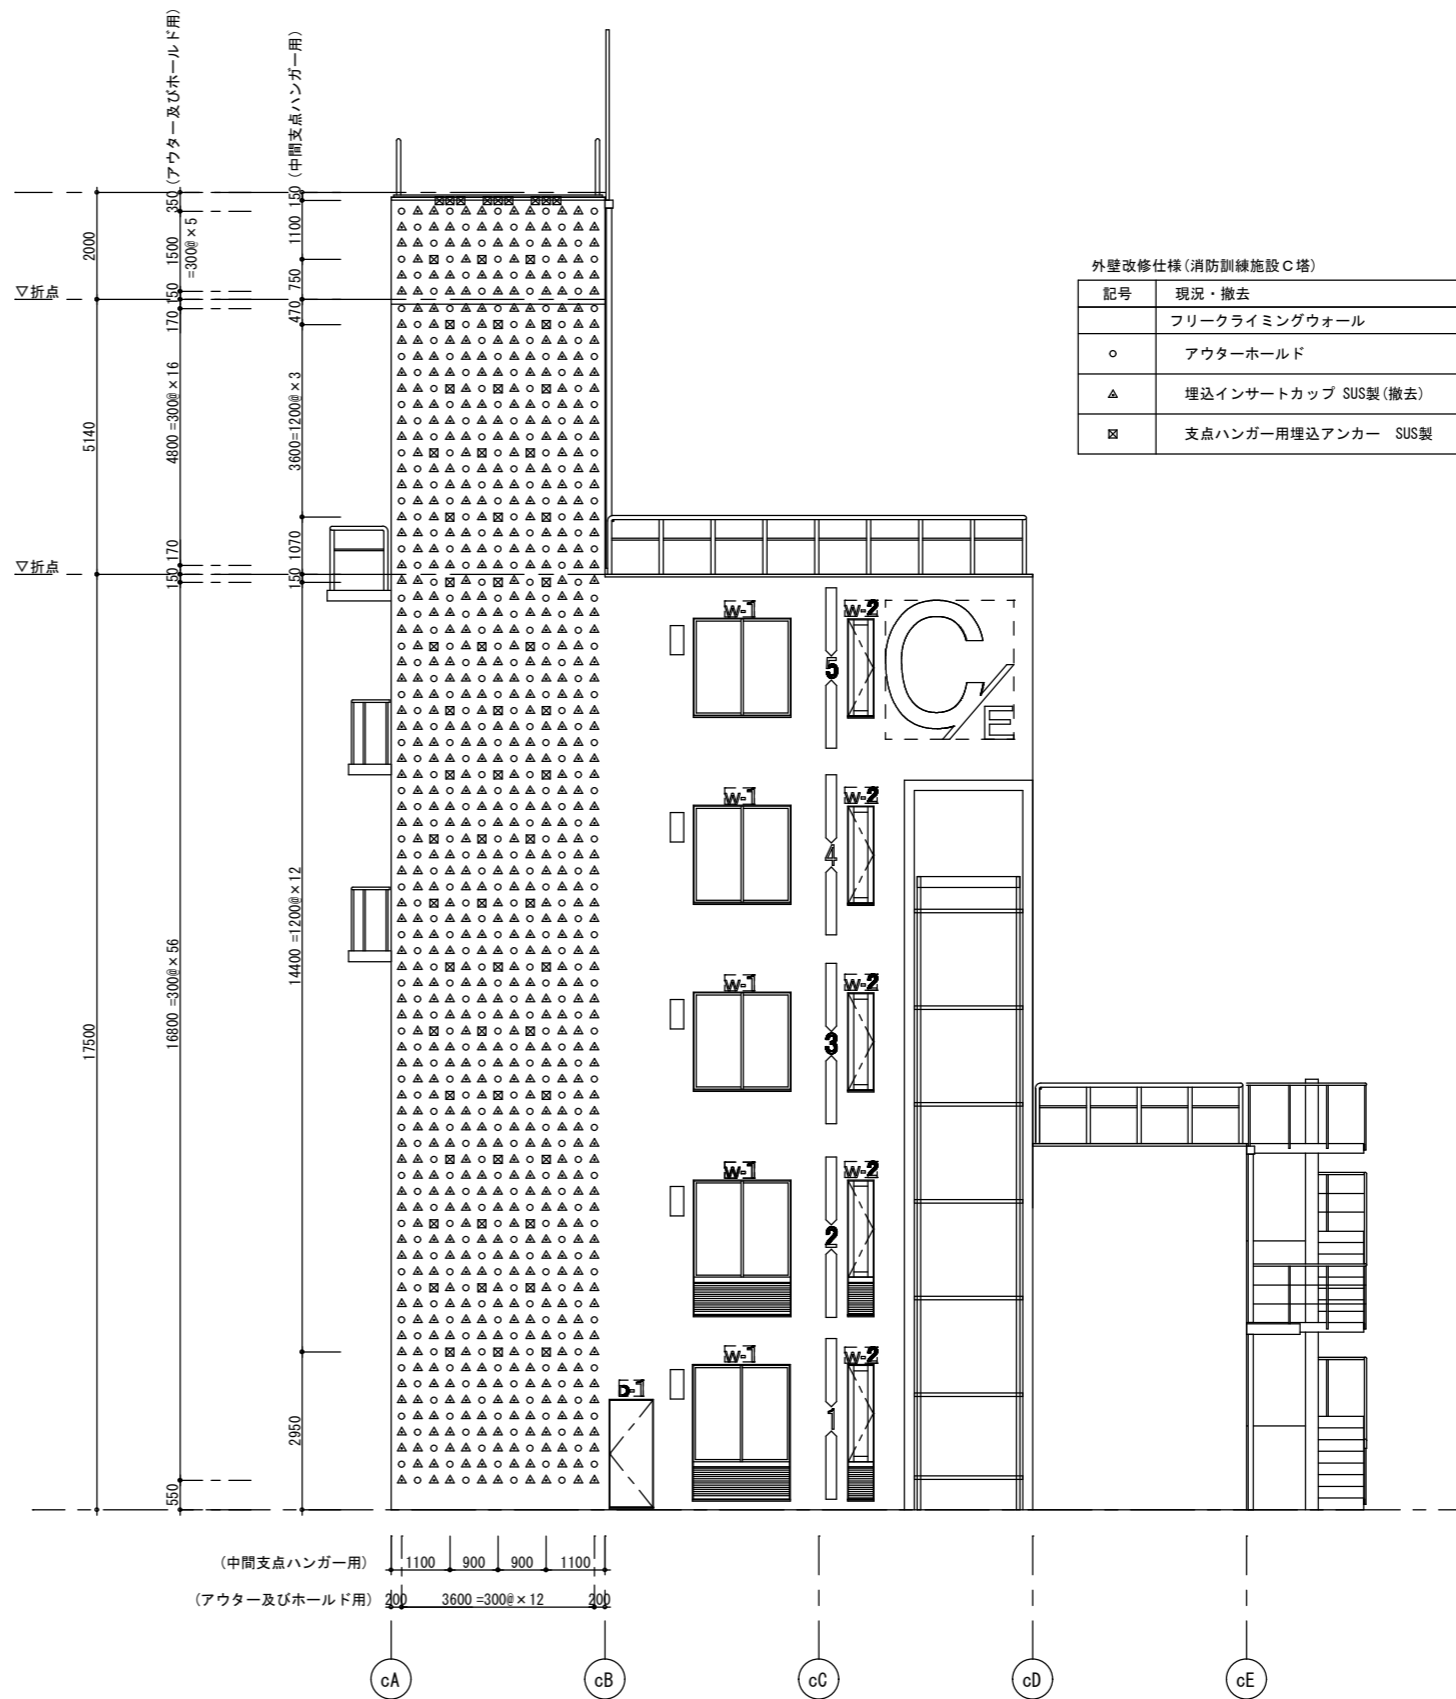 (アウター及びホールド用)
(中間支点ハンガー用)
350
150
1500
=300@×5
1100
2000
750
150
▽折点
470
170
4800 =300@×16
3600=1200@×3
5140
170
1070
▽折点
150
150
14400 =1200@×12
16800 =300@×56
17500
2950
550
外壁改修仕様(消防訓練施設C塔)
記号 現況・撤去
フリークライミングウォール
アウターホールド
埋込インサートカップ SUS製(撤去)
支点ハンガー用埋込アンカー SUS製
W-1 W-2
5
C/E
W-1 W-2
4
W-1 W-2
3
W-1 W-2
2
W-1 W-2
D-1
1
(中間支点ハンガー用) 1100 900 900 1100
(アウター及びホールド用) 200 3600 =300@×12 200
cA cB cC cD cE